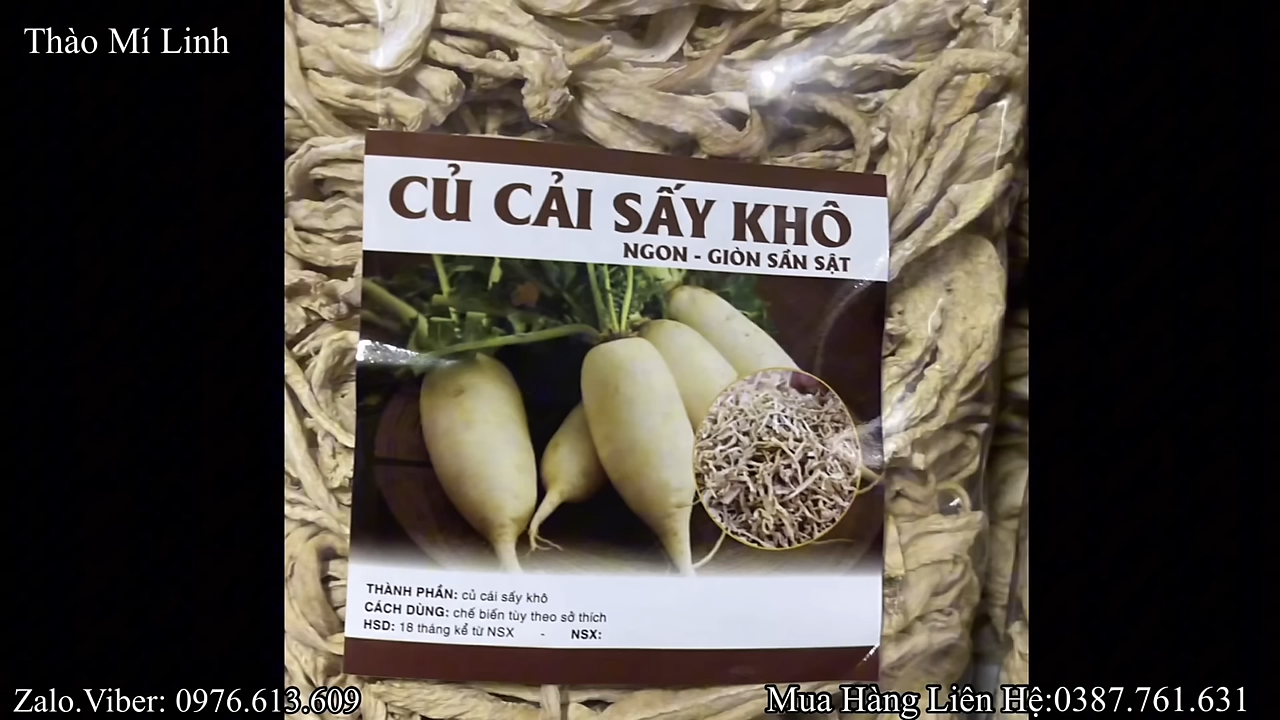 Thào Mí Linh
CỦ CẢI SẤY KHÔ
NGON - GIÒN SẦN SẬT
THÀNH PHẦN: củ cái sấy khô
CÁCH DÙNG: chế biến tùy theo sở thích
HSD: 18 tháng kể từ NSX - NSX:
Zalo.Viber: 0976.613.609
Mua Hàng Liên Hệ:0387.761.631